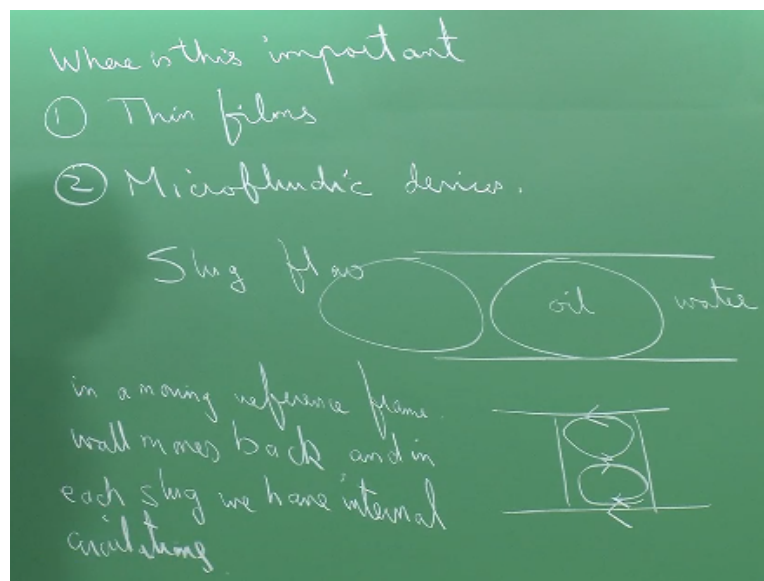 Where is this important
① Thin films
② Microfluidic devices.
Slug flow
oil
water
in a moving reference frame.
wall moves back and in
each slug we have internal
circulations